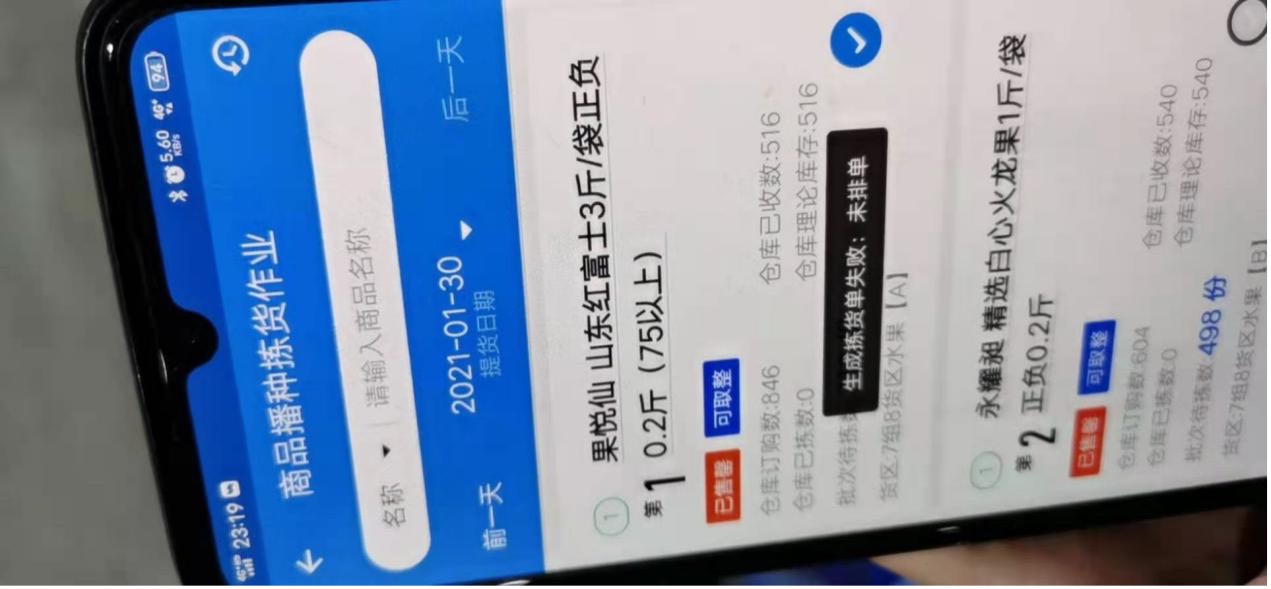 23:19
5.60 KB/s
4G
94
商品播种拣货作业
名称 请输入商品名称
前一天 2021-01-30 后一天
提货日期
1 果悦仙 山东红富士3斤/袋正负
第1 0.2斤（75以上）
已售罄 可取整
仓库订购数:846 仓库已收数:516
仓库已拣数:0 仓库理论库存:516
批次待拣
生成拣货单失败：未排单
货区:7组8货区水果【A】
1 永耀昶 精选白心火龙果1斤/袋
第2 正负0.2斤
已售罄 可取整
仓库订购数:604 仓库已收数:540
仓库已拣数:0 仓库理论库存:540
批次待拣数:498 份
货区:7组8货区水果【B】